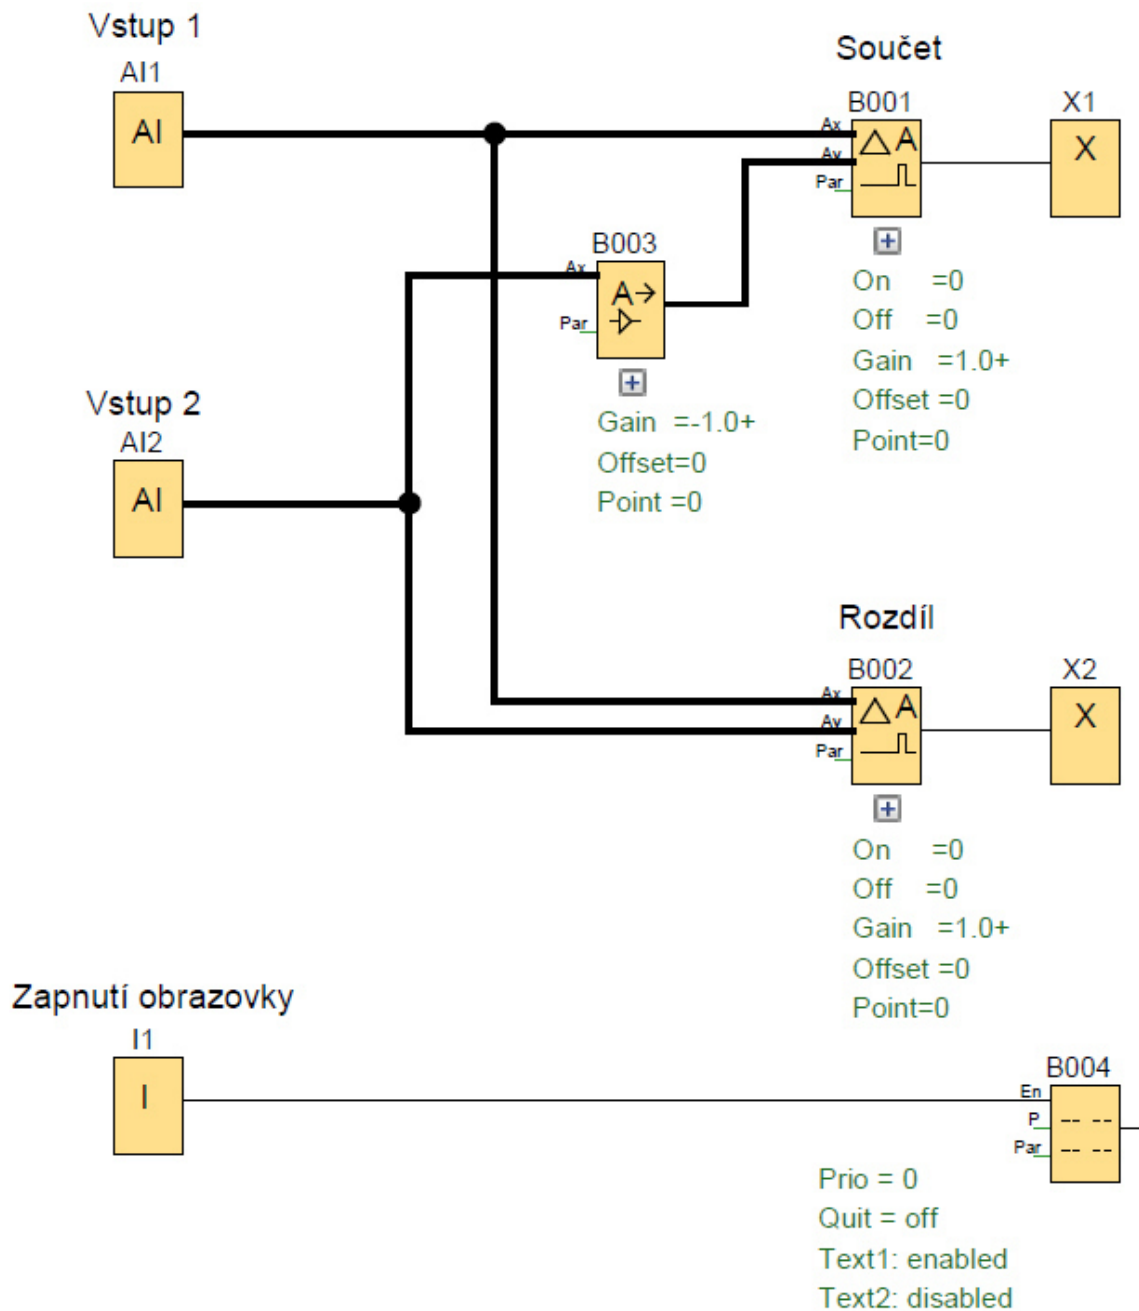 Vstup 1
AI1
AI
Součet
B001
Ax
Ay
Par
A
X1
X
On =0
Off =0
Gain =1.0+
Offset =0
Point=0
B003
Ax
Par
A
Gain =-1.0+
Offset=0
Point =0
Vstup 2
AI2
AI
Rozdíl
B002
Ax
Ay
Par
A
X2
X
On =0
Off =0
Gain =1.0+
Offset =0
Point=0
Zapnutí obrazovky
I1
I
B004
En
P
Par
Prio = 0
Quit = off
Text1: enabled
Text2: disabled